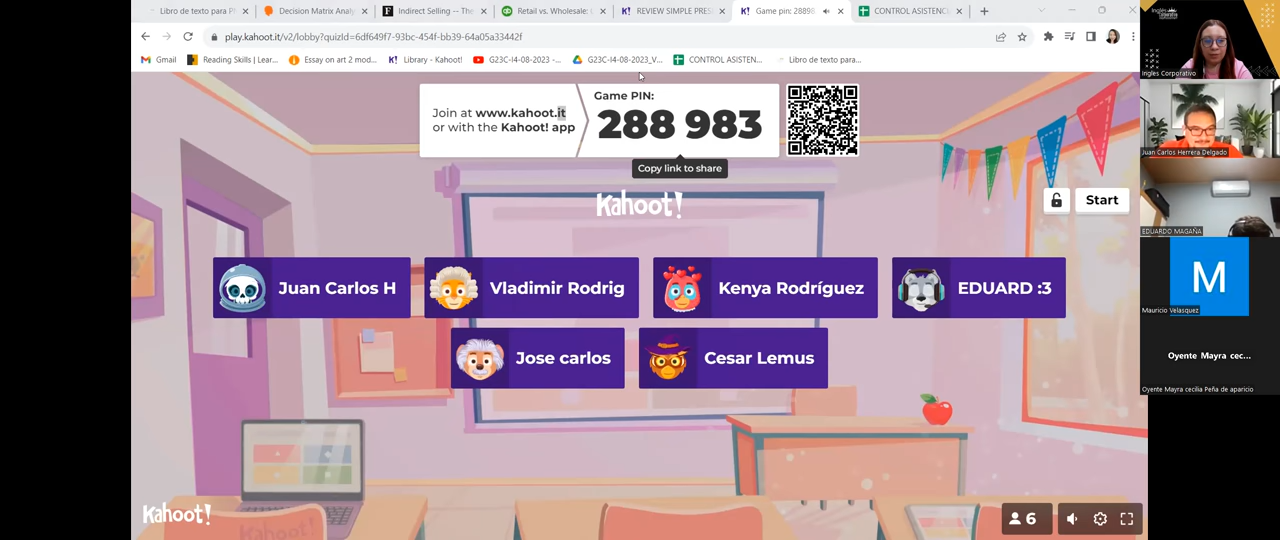 Libro de texto para P
Decision Matrix Anal
Indirect Selling -- The
Retail vs. Wholesale:
REVIEW SIMPLE PRES
Game pin: 28898
CONTROL ASISTENC
play.kahoot.it/v2/lobby?quizId=6df649f7-93bc-454f-bb39-64a05a33442f
Gmail
Reading Skills | Lear...
Essay on art 2 mod...
Library - Kahoot!
G23C-I4-08-2023 -...
G23C-I4-08-2023_V...
CONTROL ASISTEN...
Libro de texto para...
Join at www.kahoot.it
or with the Kahoot! app
Game PIN:
288 983
Copy link to share
Kahoot!
Start
Juan Carlos H
Vladimir Rodrig
Kenya Rodríguez
EDUARD :3
Jose carlos
Cesar Lemus
Kahoot!
6
Inglés
Corporativo
Ingles Corporativo
Juan Carlos Herrera Delgado
EDUARDO MAGAÑA
M
Mauricio Velasquez
Oyente Mayra cec...
Oyente Mayra cecilia Peña de aparicio